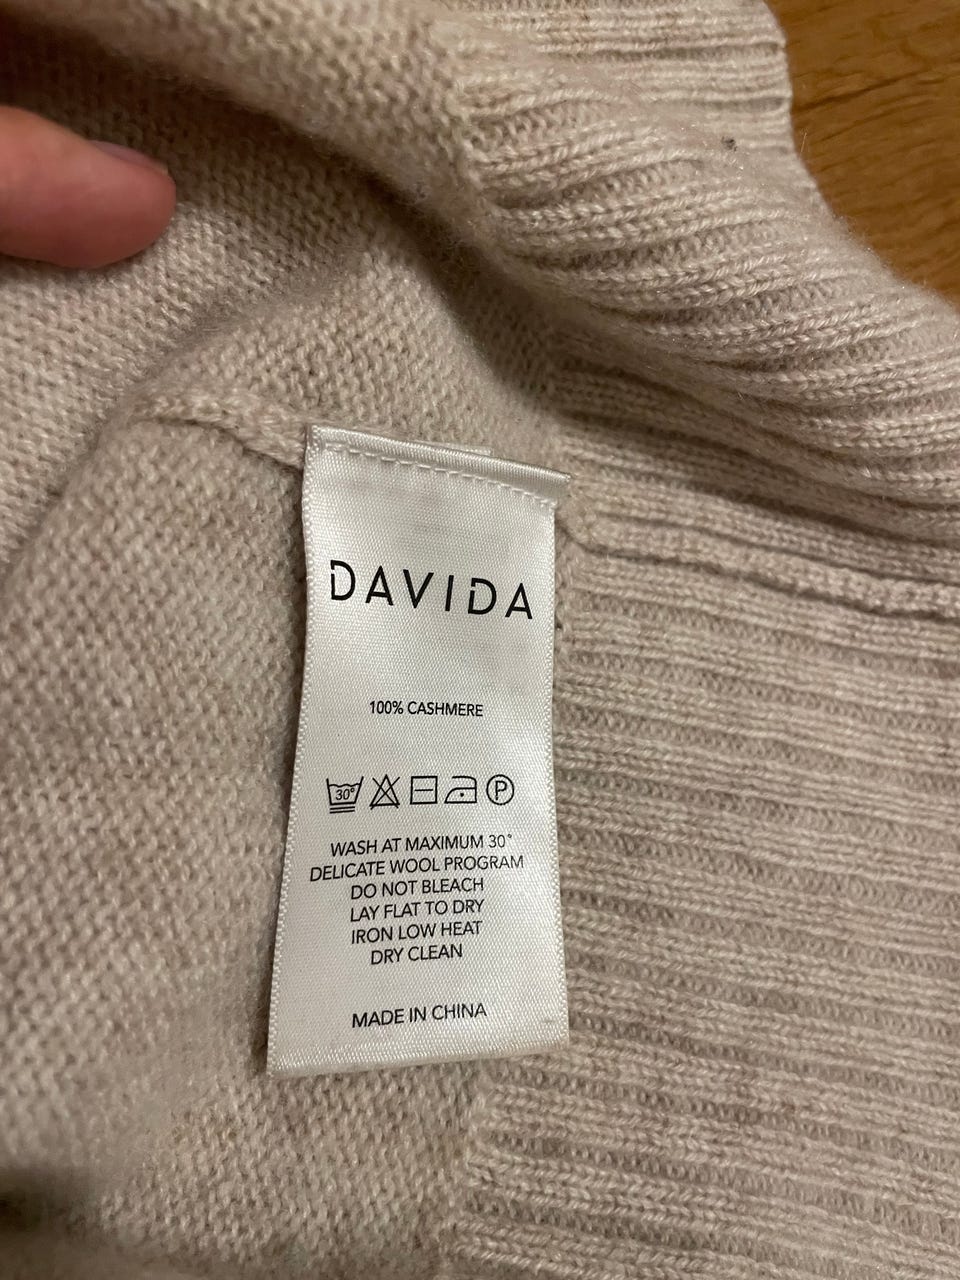 DAVIDA
100% CASHMERE
30° P
WASH AT MAXIMUM 30°
DELICATE WOOL PROGRAM
DO NOT BLEACH
LAY FLAT TO DRY
IRON LOW HEAT
DRY CLEAN
MADE IN CHINA